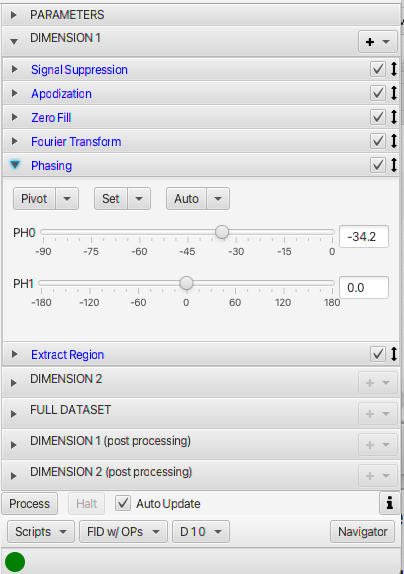 PARAMETERS
DIMENSION 1
Signal Suppression
Apodization
Zero Fill
Fourier Transform
Phasing
Pivot Set Auto
PH0 -34.2
-90 -75 -60 -45 -30 -15 0
PH1 0.0
-180 -120 -60 0 60 120 180
Extract Region
DIMENSION 2
FULL DATASET
DIMENSION 1 (post processing)
DIMENSION 2 (post processing)
Process Halt Auto Update
Scripts FID w/ OPs D 1 0 Navigator